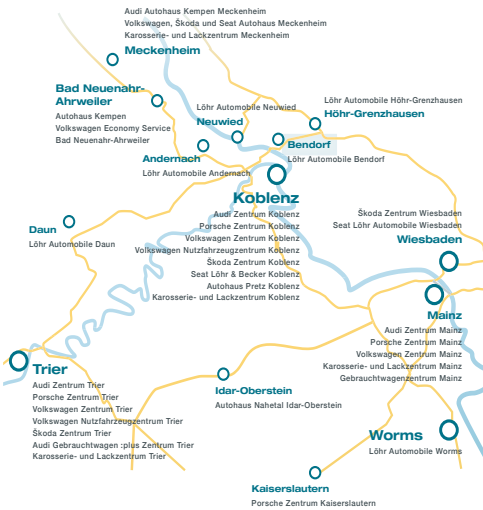 Audi Autohaus Kempen Meckenheim
Volkswagen, Škoda und Seat Autohaus Meckenheim
Karosserie- und Lackzentrum Meckenheim
Meckenheim
Bad Neuenahr-
Ahrweiler
Autohaus Kempen
Volkswagen Economy Service
Bad Neuenahr-Ahrweiler
Löhr Automobile Neuwied
Neuwied
Löhr Automobile Höhr-Grenzhausen
Höhr-Grenzhausen
Bendorf
Löhr Automobile Bendorf
Andernach
Löhr Automobile Andernach
Koblenz
Audi Zentrum Koblenz
Porsche Zentrum Koblenz
Volkswagen Zentrum Koblenz
Volkswagen Nutzfahrzeugzentrum Koblenz
Škoda Zentrum Koblenz
Seat Löhr & Becker Koblenz
Autohaus Pretz Koblenz
Karosserie- und Lackzentrum Koblenz
Daun
Löhr Automobile Daun
Škoda Zentrum Wiesbaden
Seat Löhr Automobile Wiesbaden
Wiesbaden
Mainz
Audi Zentrum Mainz
Porsche Zentrum Mainz
Volkswagen Zentrum Mainz
Karosserie- und Lackzentrum Mainz
Gebrauchtwagenzentrum Mainz
Trier
Audi Zentrum Trier
Porsche Zentrum Trier
Volkswagen Zentrum Trier
Volkswagen Nutzfahrzeugzentrum Trier
Škoda Zentrum Trier
Audi Gebrauchtwagen :plus Zentrum Trier
Karosserie- und Lackzentrum Trier
Idar-Oberstein
Autohaus Nahetal Idar-Oberstein
Worms
Löhr Automobile Worms
Kaiserslautern
Porsche Zentrum Kaiserslautern